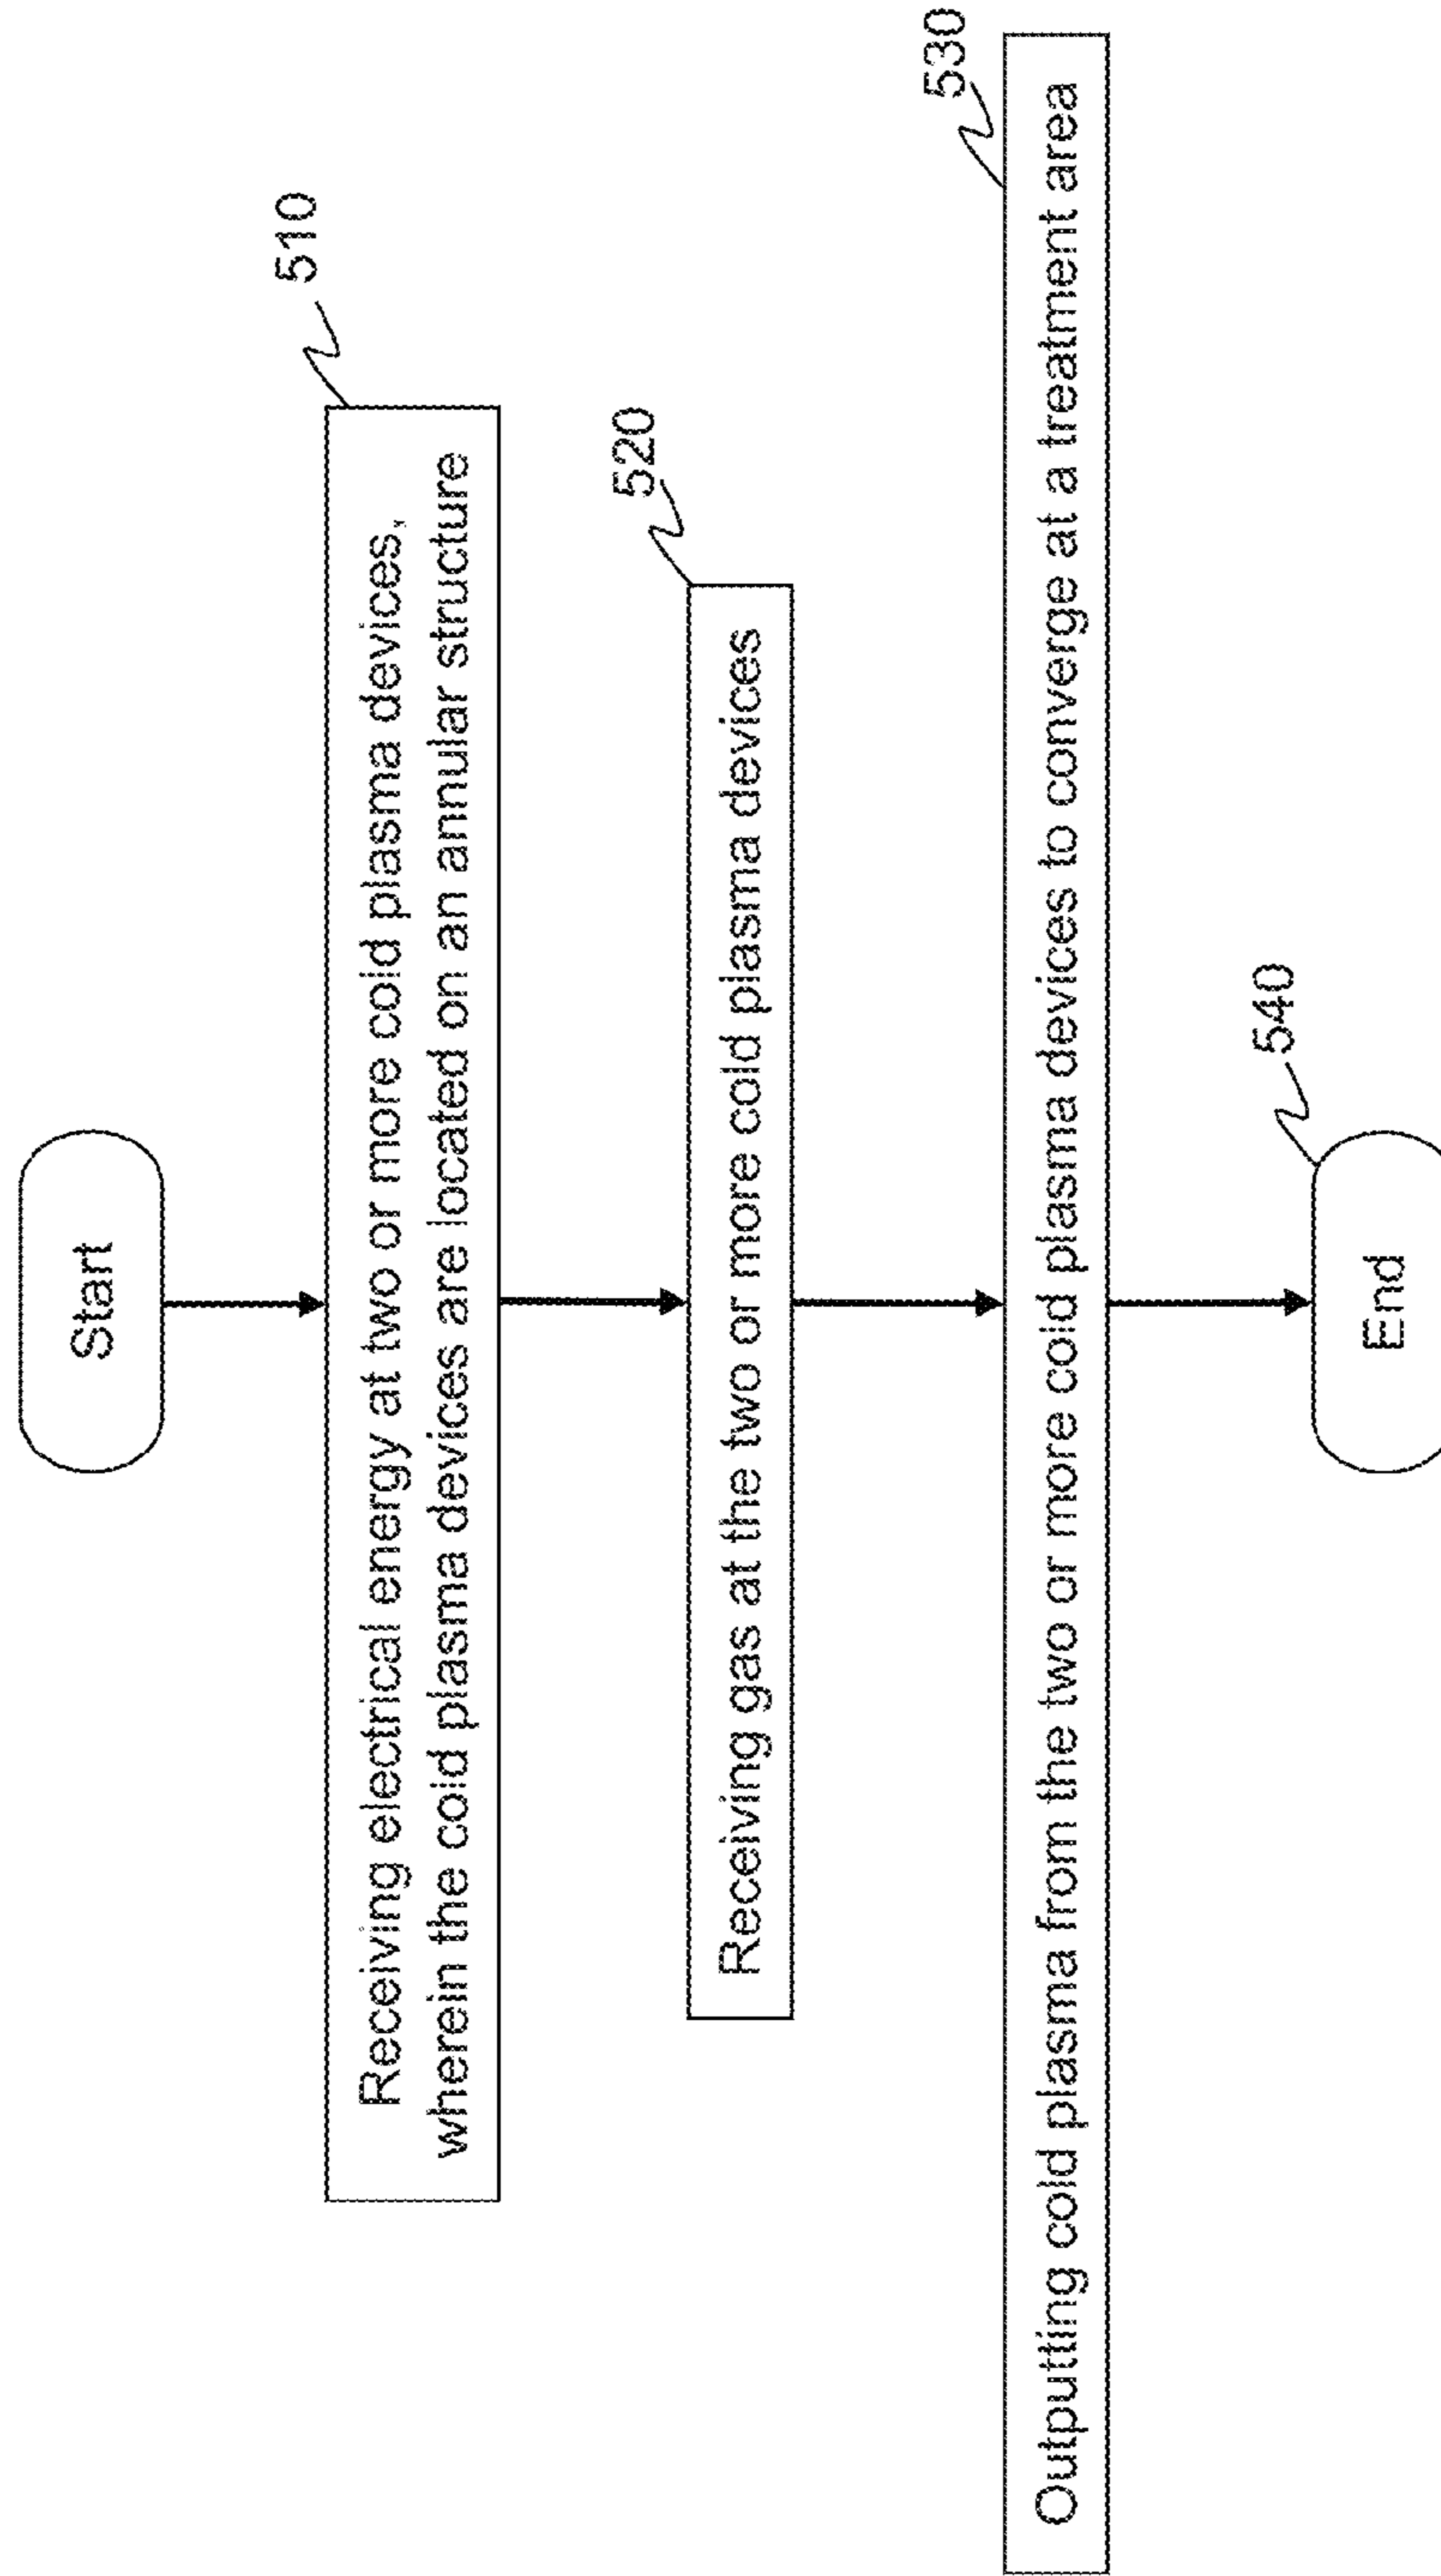 Start
510
Receiving electrical energy at two or more cold plasma devices,
wherein the cold plasma devices are located on an annular structure
520
Receiving gas at the two or more cold plasma devices
530
Outputting cold plasma from the two or more cold plasma devices to converge at a treatment area
540
End